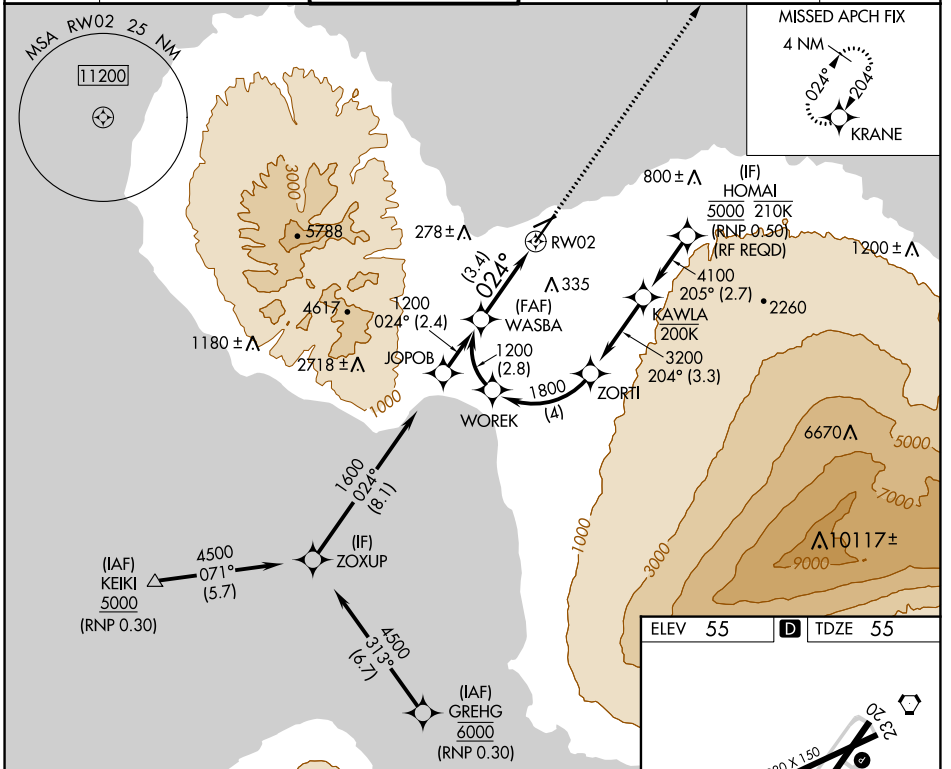 MSA RW02 25 NM
11200
MISSED APCH FIX
4 NM
024°
204°
KRANE
3000
5788
278±
800±
(IF)
HOMAI
5000 210K
(RNP 0.50)
(RF REQD)
1200±
RW02
(3.4)
024°
335
4100
205° (2.7)
2260
4617
1200
024° (2.4)
(FAF)
WASBA
KAWLA
200K
1180±
2718±
JOPOB
1200
(2.8)
3200
204° (3.3)
1000
WOREK
1800
(4)
ZORTI
6670
5000
7000
1600
024°
(8.1)
10117±
9000
1000
3000
(IF)
ZOXUP
(IAF)
KEIKI
5000
(RNP 0.30)
4500
071°
(5.7)
4500
313°
(6.7)
(IAF)
GREHG
6000
(RNP 0.30)
ELEV 55
D
TDZE 55
20
23
X 150
P